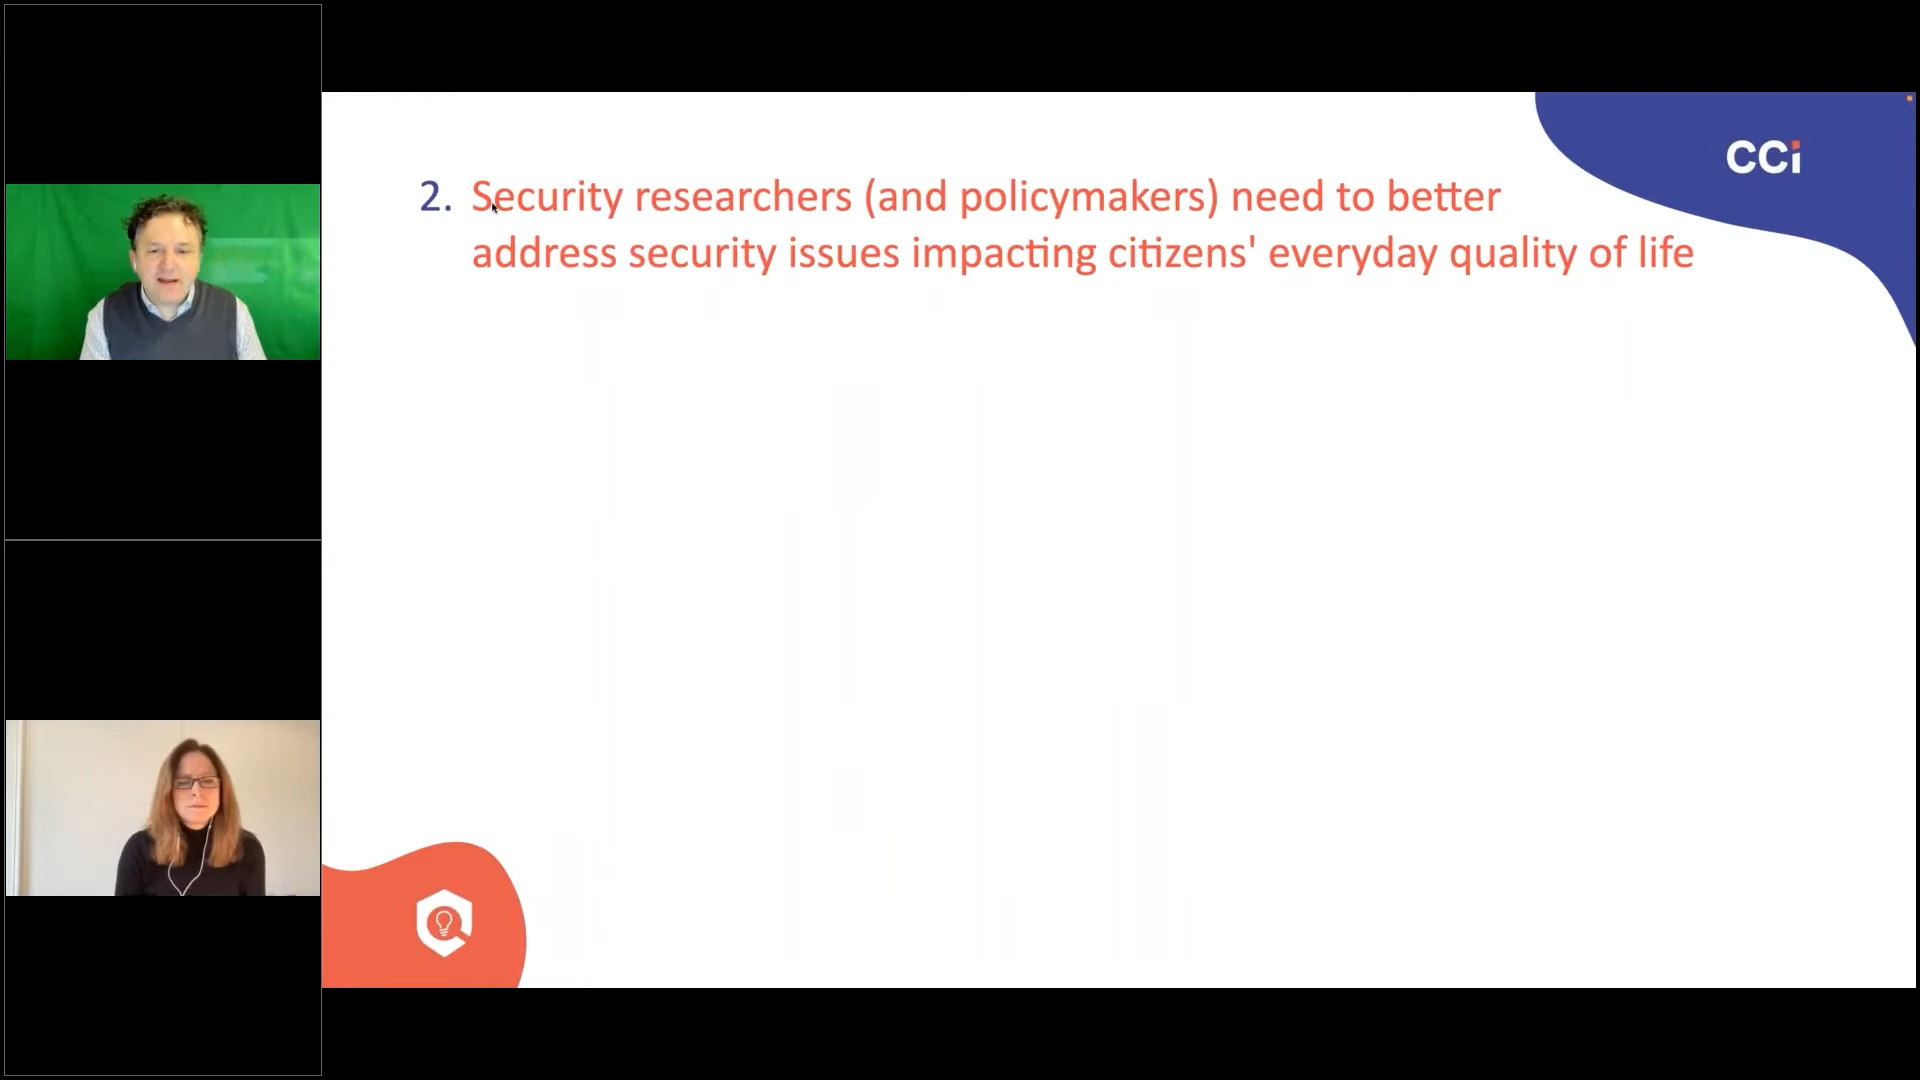 CCi
2. Security researchers (and policymakers) need to better
address security issues impacting citizens' everyday quality of life